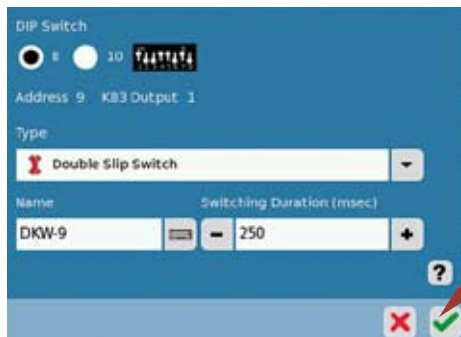 DIP Switch
8 10
Address 9 K83 Output 1
Type
Double Slip Switch
Name Switching Duration (msec)
DKW-9 - 250 +
?